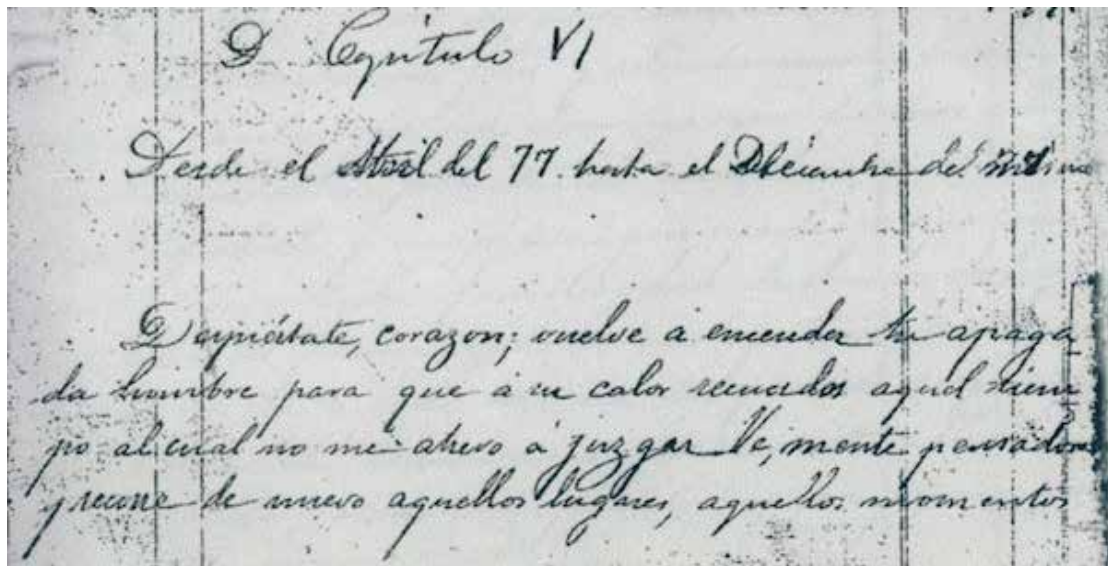 Capitulo VI
Desde el Abril del 77 hasta el Diciembre del mismo
Despiértate, corazon; vuelve a encender tu apaga
da lumbre para que á su calor recuerdes aquel tiem
po al cual no me atrevo á juzgar Ve, mente pensadora
y recorre de nuevo aquellos lugares, aquellos momentos